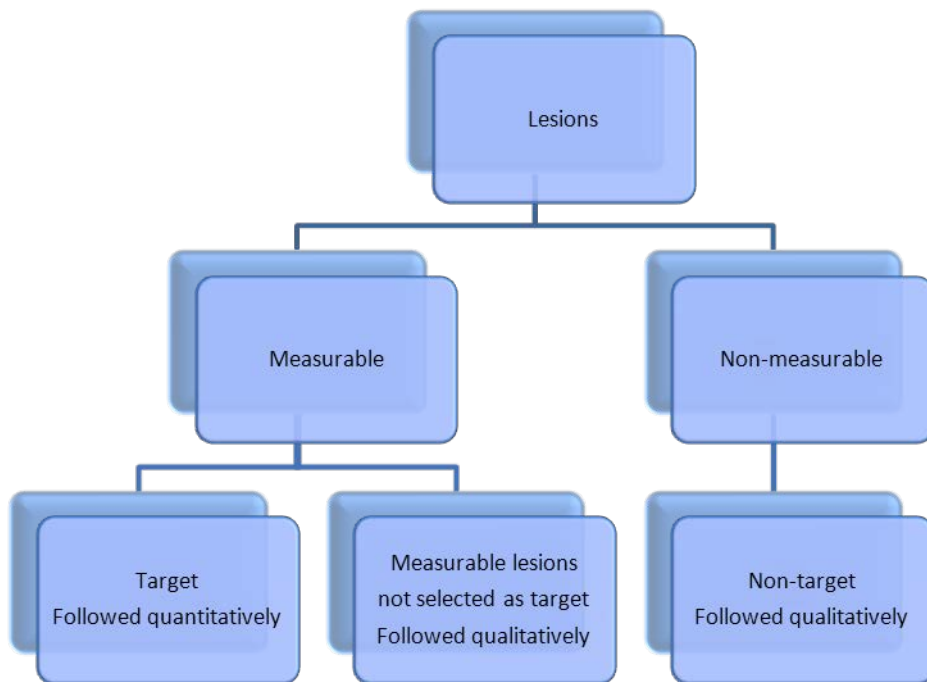 Lesions
Measurable
Non-measurable
Target
Followed quantitatively
Measurable lesions
not selected as target
Followed qualitatively
Non-target
Followed qualitatively